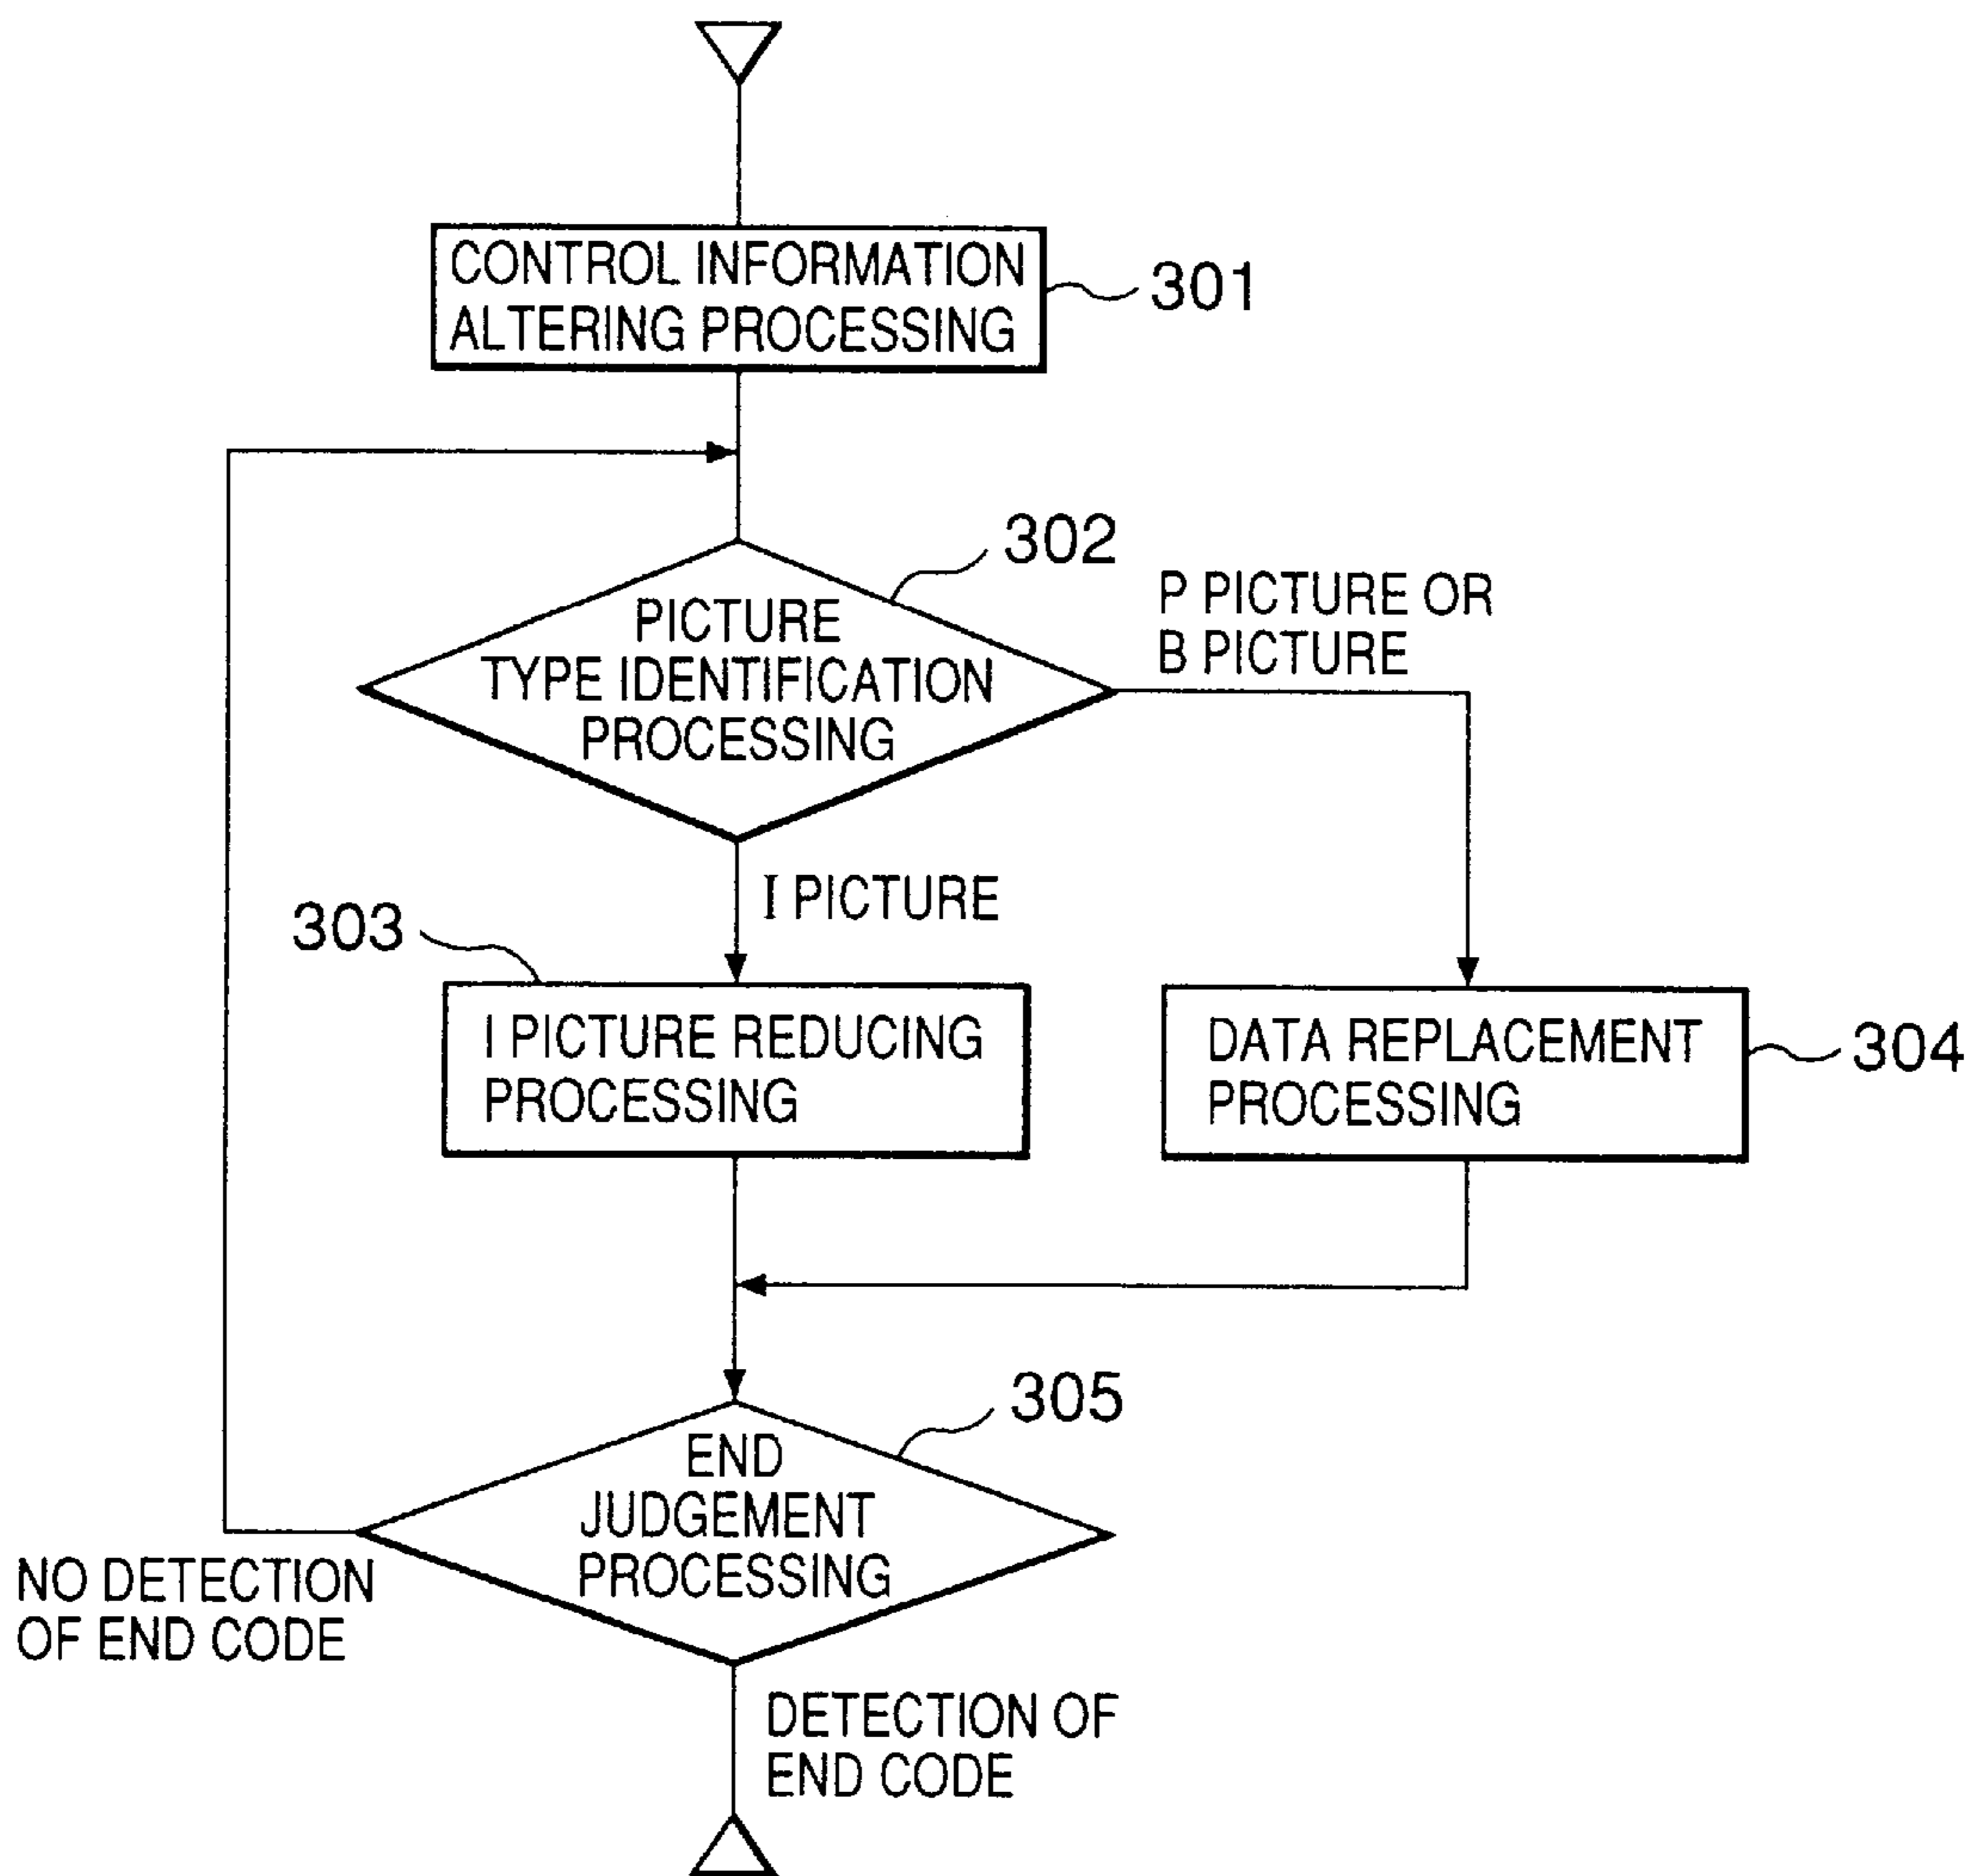 CONTROL INFORMATION
ALTERING PROCESSING
301
302
PICTURE
TYPE IDENTIFICATION
PROCESSING
P PICTURE OR
B PICTURE
I PICTURE
303
I PICTURE REDUCING
PROCESSING
DATA REPLACEMENT
PROCESSING
304
305
END
JUDGEMENT
PROCESSING
NO DETECTION
OF END CODE
DETECTION OF
END CODE